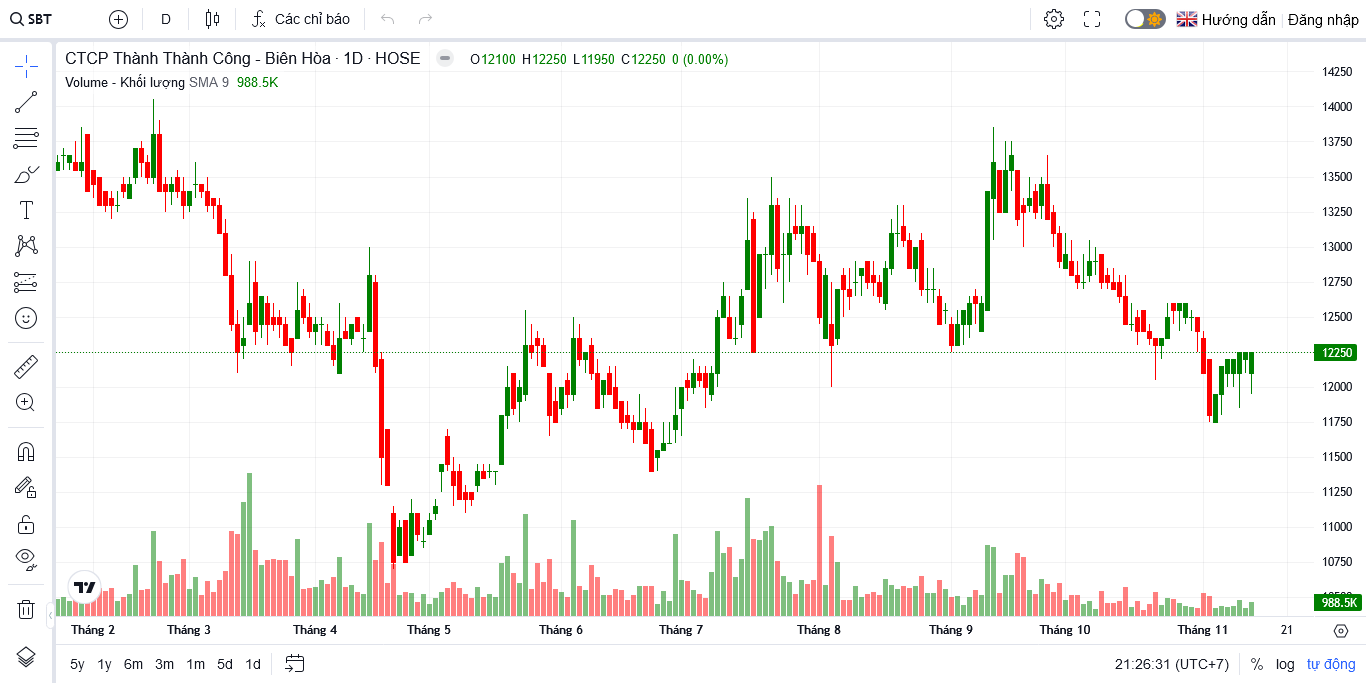 SBT D Các chỉ báo Hướng dẫn Đăng nhập
CTCP Thành Thành Công - Biên Hòa · 1D · HOSE O12100 H12250 L11950 C12250 0 (0.00%)
Volume - Khối lượng SMA 9 988.5K
14250
14000
13750
13500
13250
13000
12750
12500
12250
12000
11750
11500
11250
11000
10750
988.5K
Tháng 2 Tháng 3 Tháng 4 Tháng 5 Tháng 6 Tháng 7 Tháng 8 Tháng 9 Tháng 10 Tháng 11 21
5y 1y 6m 3m 1m 5d 1d 21:26:31 (UTC+7) % log tự động